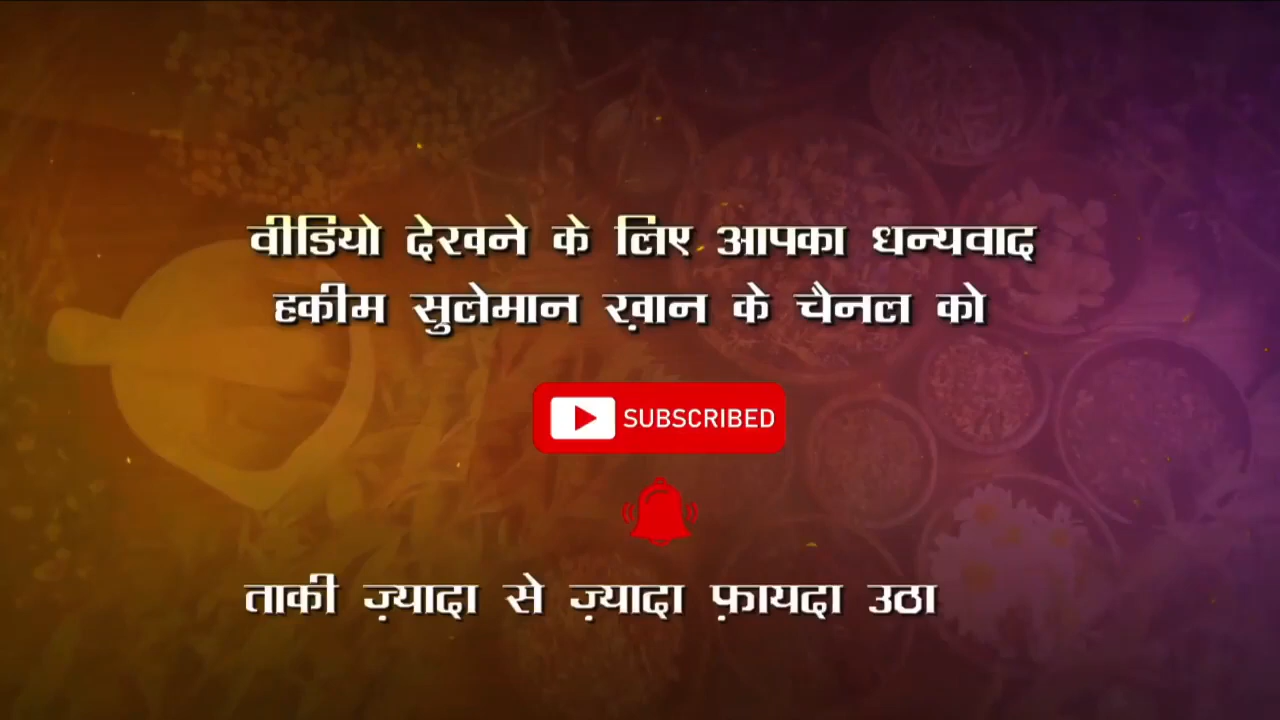 वीडियो देखने के लिए आपका धन्यवाद
हकीम सुलेमान ख़ान के चैनल को
SUBSCRIBED
ताकी ज़्यादा से ज़्यादा फ़ायदा उठा